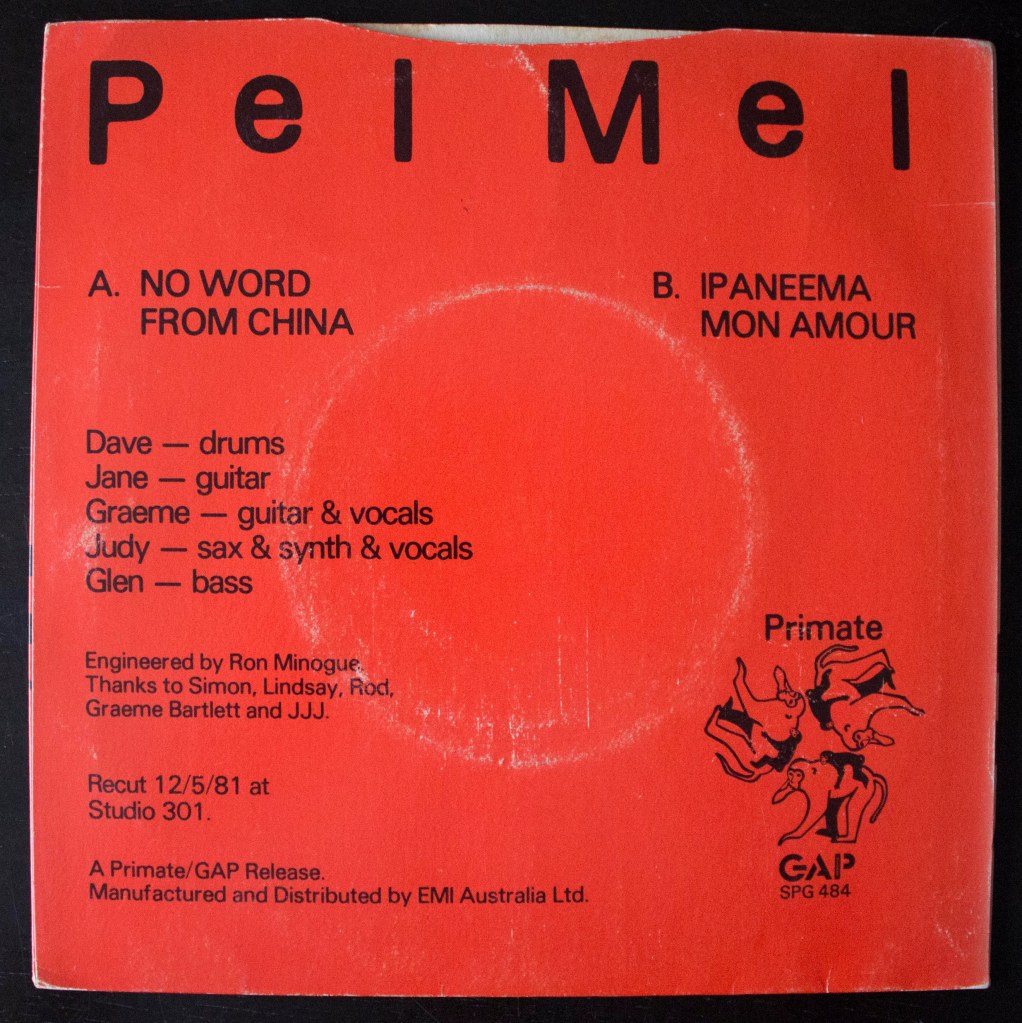 Pel Mel
A. NO WORD
FROM CHINA
B. IPANEEMA
MON AMOUR
Dave — drums
Jane — guitar
Graeme — guitar & vocals
Judy — sax & synth & vocals
Glen — bass
Engineered by Ron Minogue.
Thanks to Simon, Lindsay, Rod,
Graeme Bartlett and JJJ.
Recut 12/5/81 at
Studio 301.
A Primate/GAP Release.
Manufactured and Distributed by EMI Australia Ltd.
Primate
GAP
SPG 484